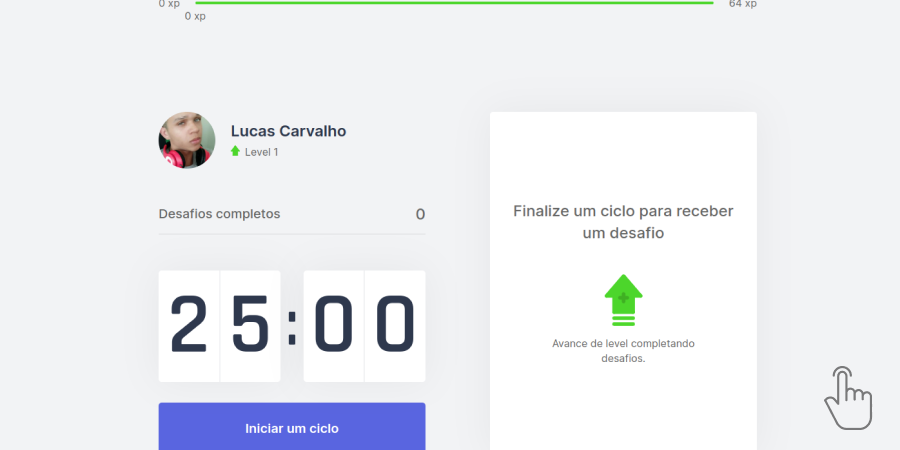 0 xp
64 xp
0 xp
Lucas Carvalho
Level 1
Desafios completos
0
25:00
Iniciar um ciclo
Finalize um ciclo para receber
um desafio
Avance de level completando
desafios.